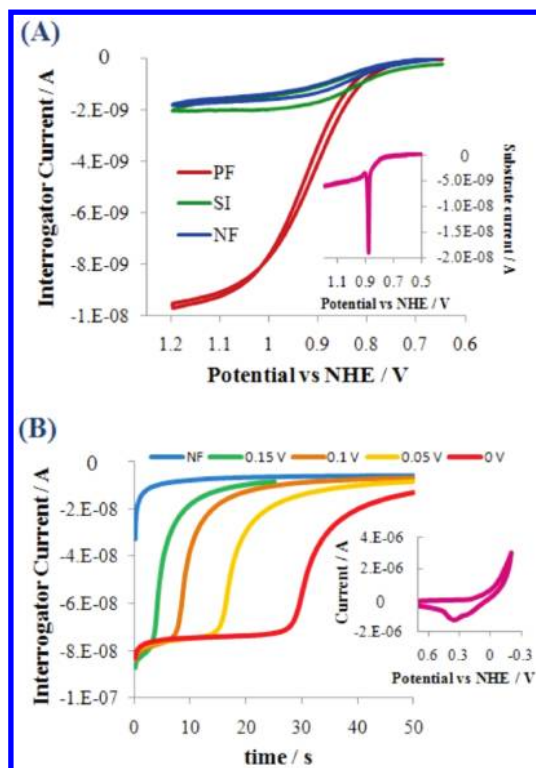 (A)
0
-2.E-09
-4.E-09
-6.E-09
-8.E-09
-1.E-08
Interrogator Current / A
PF
SI
NF
1.2 1.1 1 0.9 0.8 0.7 0.6
Potential vs NHE / V
0
-5.0E-09
-1.0E-08
-1.5E-08
-2.0E-08
Substrate current / A
1.1 0.9 0.7 0.5
Potential vs NHE / V
(B)
NF 0.15 V 0.1 V 0.05 V 0 V
0
-2.E-08
-4.E-08
-6.E-08
-8.E-08
-1.E-07
Interrogator Current / A
0 10 20 30 40 50
time / s
4.E-06
2.E-06
0
-2.E-06
Current / A
0.6 0.3 0 -0.3
Potential vs NHE / V